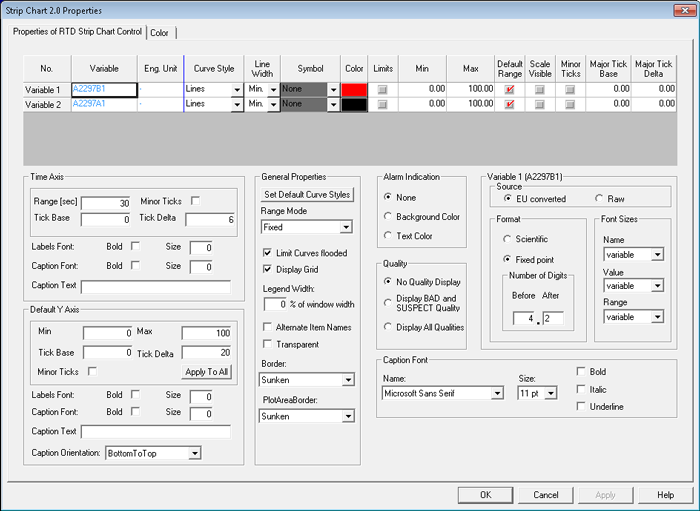 Strip Chart 2.0 Properties
Properties of RTD Strip Chart Control Color
No. Variable Eng. Unit Curve Style Line Width Symbol Color Limits Min Max Default Range Scale Visible Minor Ticks Major Tick Base Major Tick Delta
Variable 1 A2297B1 - Lines Min. None 0.00 100.00 0.00 0.00
Variable 2 A2297A1 - Lines Min. None 0.00 100.00 0.00 0.00
Time Axis
Range [sec] 30 Minor Ticks
Tick Base 0 Tick Delta 6
Labels Font: Bold Size 0
Caption Font: Bold Size 0
Caption Text
Default Y Axis
Min 0 Max 100
Tick Base 0 Tick Delta 20
Minor Ticks Apply To All
Labels Font: Bold Size 0
Caption Font: Bold Size 0
Caption Text
Caption Orientation: BottomToTop
General Properties
Set Default Curve Styles
Range Mode
Fixed
Limit Curves flooded
Display Grid
Legend Width:
0 % of window width
Alternate Item Names
Transparent
Border:
Sunken
PlotAreaBorder:
Sunken
Alarm Indication
None
Background Color
Text Color
Quality
No Quality Display
Display BAD and
SUSPECT Quality
Display All Qualities
Variable 1 (A2297B1)
Source
EU converted Raw
Format
Scientific
Fixed point
Number of Digits
Before After
4 . 2
Font Sizes
Name
variable
Value
variable
Range
variable
Caption Font
Name: Size:
Microsoft Sans Serif 11 pt
Bold
Italic
Underline
OK Cancel Apply Help